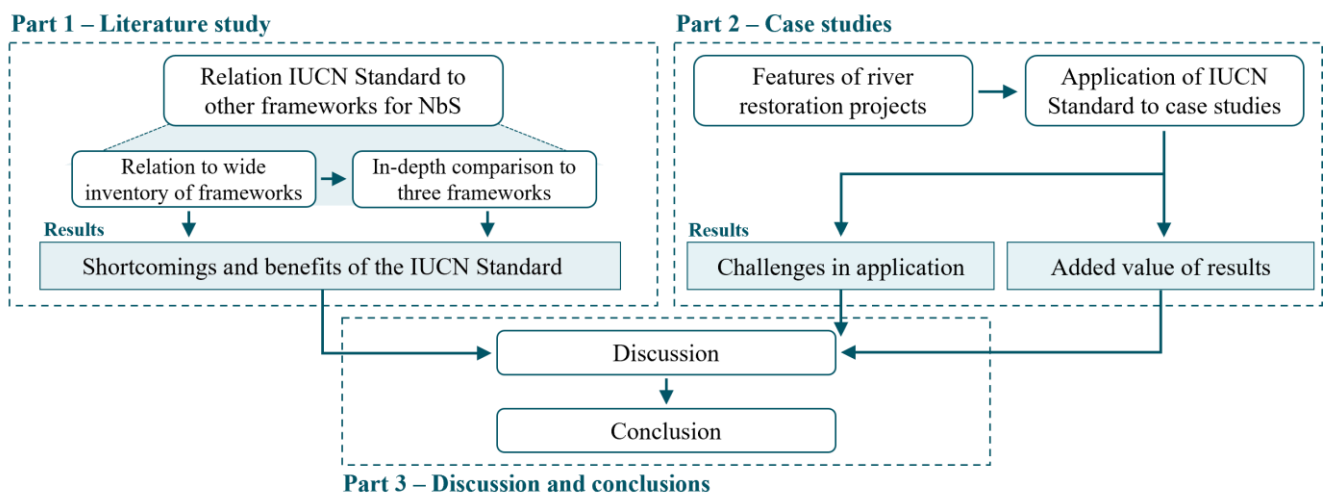 Part 1 – Literature study
Relation IUCN Standard to
other frameworks for NbS
Relation to wide
inventory of frameworks
In-depth comparison to
three frameworks
Results
Shortcomings and benefits of the IUCN Standard
Part 2 – Case studies
Features of river
restoration projects
Application of IUCN
Standard to case studies
Results
Challenges in application
Added value of results
Discussion
Conclusion
Part 3 – Discussion and conclusions